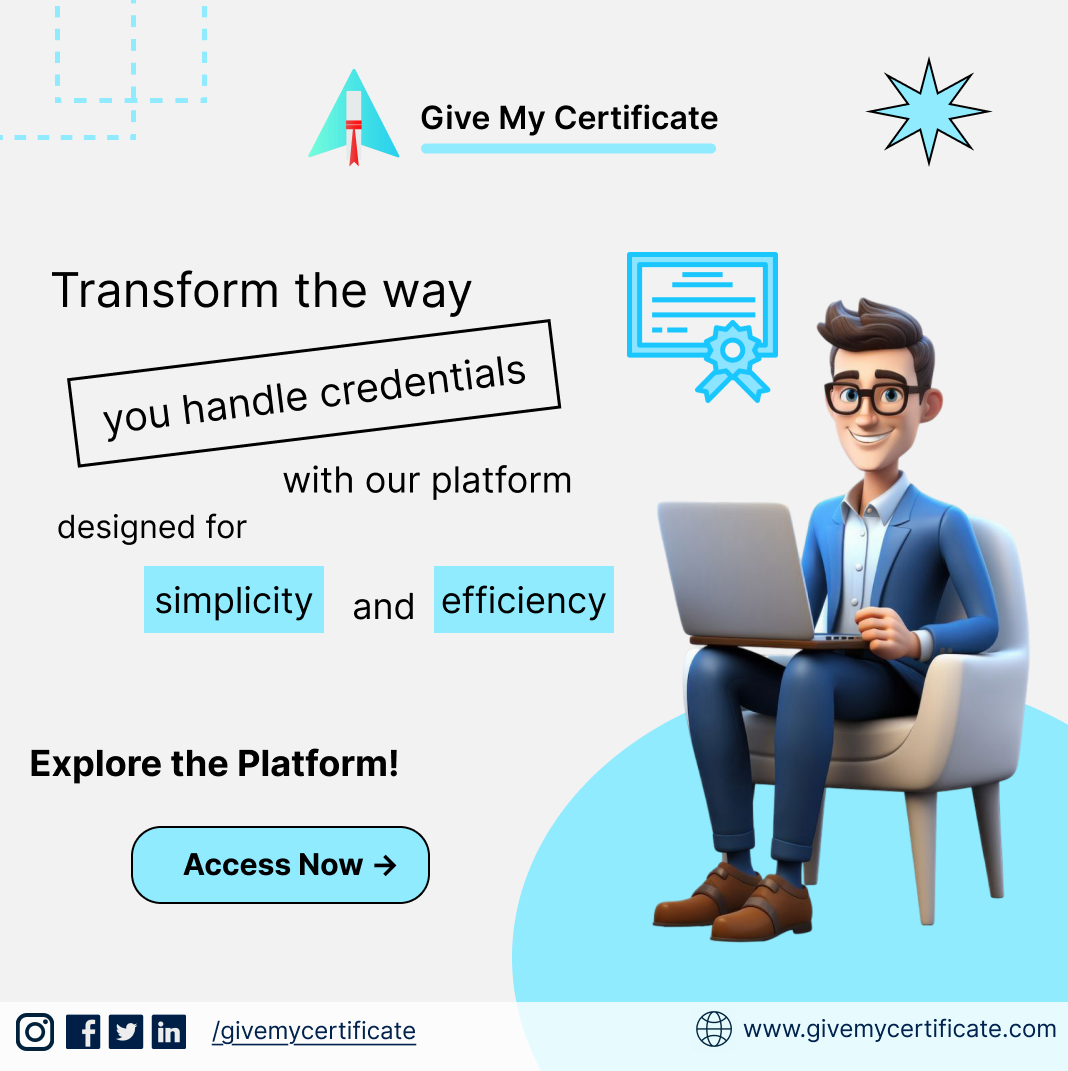 Give My Certificate
Transform the way
you handle credentials
with our platform
designed for
simplicity and efficiency
Explore the Platform!
Access Now →
/givemycertificate
www.givemycertificate.com